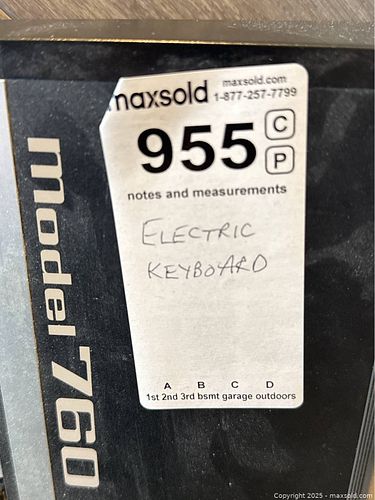 maxsold
maxsold.com
1-877-257-7799
955
C
P
notes and measurements
ELECTRIC
KEYBOARD
A B C D
1st 2nd 3rd bsmt garage outdoors
model 760
Copyright © 2025 - maxsold.com